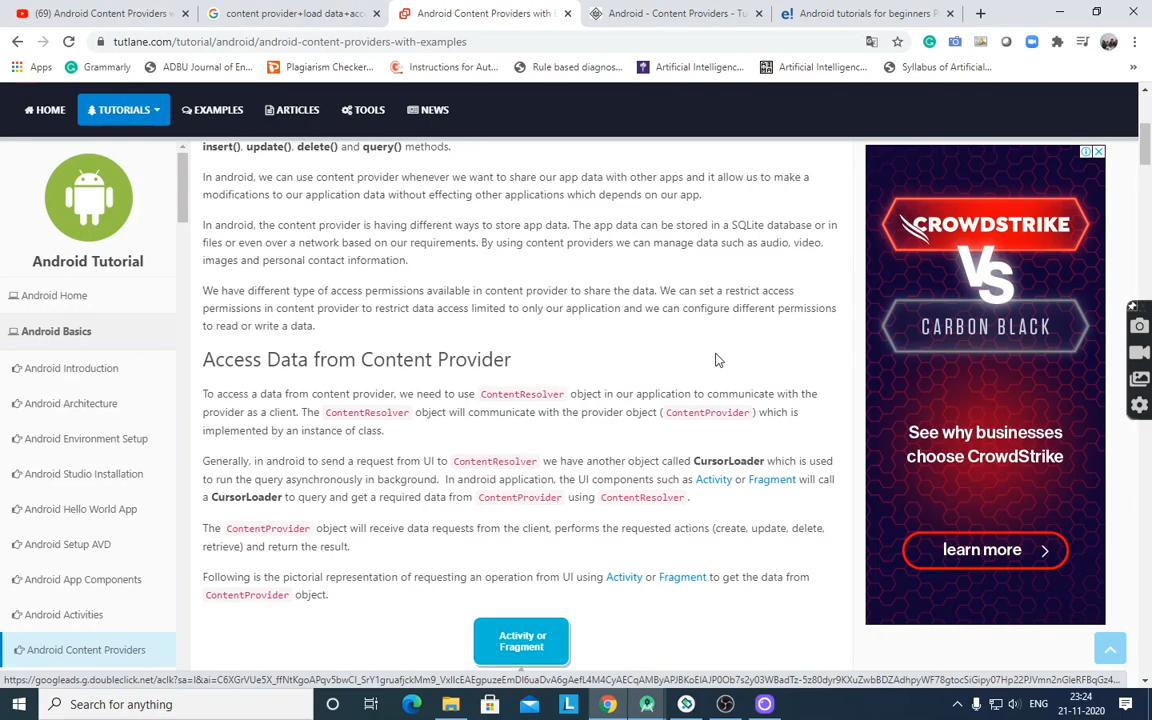 (69) Android Content Providers w
content provider+load data+acc
Android Content Providers with E
Android - Content Providers - Tu
Android tutorials for beginners P
tutlane.com/tutorial/android/android-content-providers-with-examples
Apps
Grammarly
ADBU Journal of En...
Plagiarism Checker...
Instructions for Aut...
Rule based diagnos...
Artificial Intelligenc...
Artificial Intelligenc...
Syllabus of Artificial...
HOME
TUTORIALS
EXAMPLES
ARTICLES
TOOLS
NEWS
Android Tutorial
Android Home
Android Basics
Android Introduction
Android Architecture
Android Environment Setup
Android Studio Installation
Android Hello World App
Android Setup AVD
Android App Components
Android Activities
Android Content Providers
insert(), update(), delete() and query() methods.
In android, we can use content provider whenever we want to share our app data with other apps and it allow us to make a
modifications to our application data without effecting other applications which depends on our app.
In android, the content provider is having different ways to store app data. The app data can be stored in a SQLite database or in
files or even over a network based on our requirements. By using content providers we can manage data such as audio, video,
images and personal contact information.
We have different type of access permissions available in content provider to share the data. We can set a restrict access
permissions in content provider to restrict data access limited to only our application and we can configure different permissions
to read or write a data.
Access Data from Content Provider
To access a data from content provider, we need to use ContentResolver object in our application to communicate with the
provider as a client. The ContentResolver object will communicate with the provider object (ContentProvider) which is
implemented by an instance of class.
Generally, in android to send a request from UI to ContentResolver we have another object called CursorLoader which is used
to run the query asynchronously in background. In android application, the UI components such as Activity or Fragment will call
a CursorLoader to query and get a required data from ContentProvider using ContentResolver.
The ContentProvider object will receive data requests from the client, performs the requested actions (create, update, delete,
retrieve) and return the result.
Following is the pictorial representation of requesting an operation from UI using Activity or Fragment to get the data from
ContentProvider object.
Activity or
Fragment
CROWDSTRIKE
VS
CARBON BLACK
See why businesses
choose CrowdStrike
learn more
Type here to search
Search for anything
ENG
23:24
21-11-2020